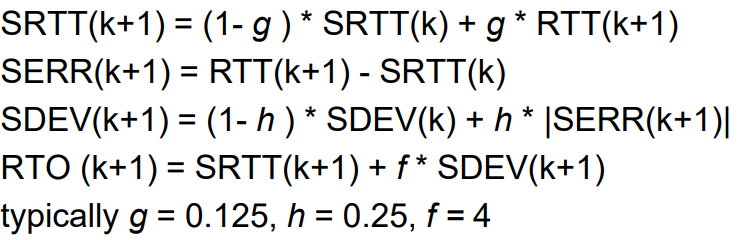 SRTT(k+1) = (1- g ) * SRTT(k) + g * RTT(k+1)
SERR(k+1) = RTT(k+1) - SRTT(k)
SDEV(k+1) = (1- h ) * SDEV(k) + h * |SERR(k+1)|
RTO (k+1) = SRTT(k+1) + f * SDEV(k+1)
typically g = 0.125, h = 0.25, f = 4